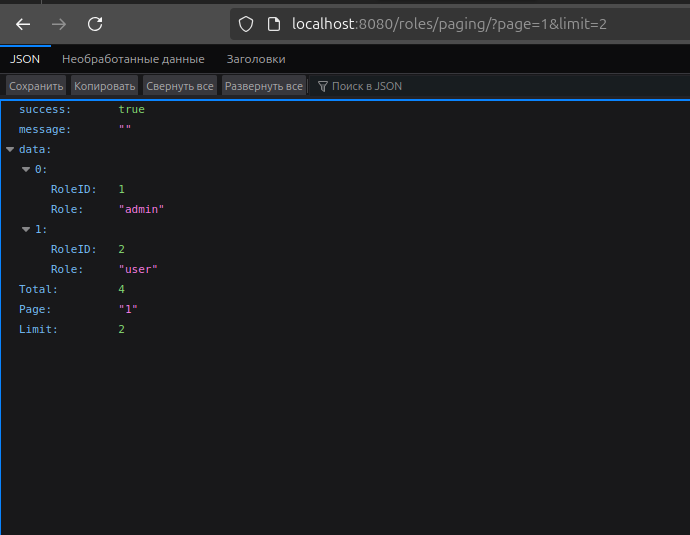 localhost:8080/roles/paging/?page=1&limit=2
JSON Необработанные данные Заголовки
Сохранить Копировать Свернуть все Развернуть все Поиск в JSON
success: true
message: ""
data:
0:
RoleID: 1
Role: "admin"
1:
RoleID: 2
Role: "user"
Total: 4
Page: "1"
Limit: 2